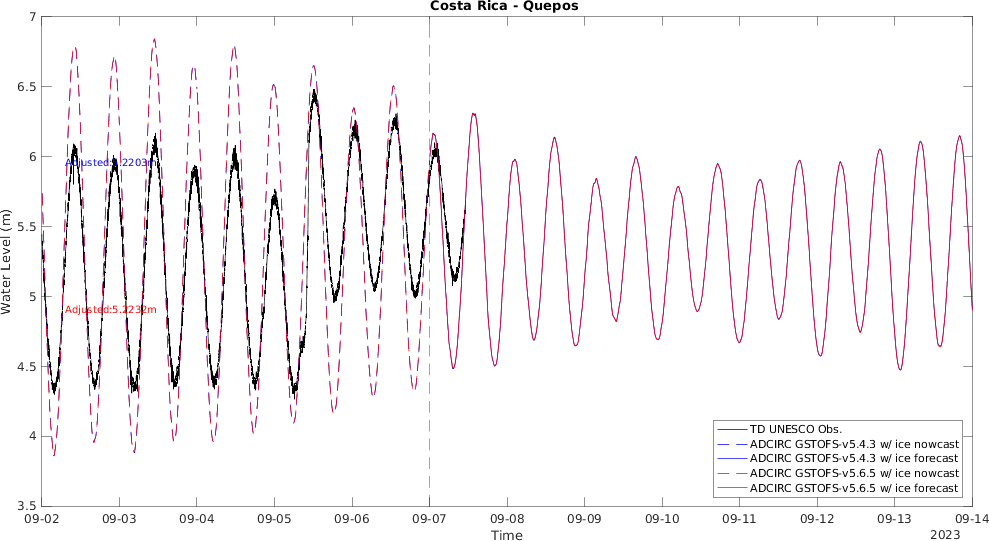 Costa Rica - Quepos
7
6.5
6
5.5
5
4.5
4
3.5
Water Level (m)
Adjusted:5.2203m
Adjusted:5.2232m
TD UNESCO Obs.
ADCIRC GSTOFS-v5.4.3 w/ ice nowcast
ADCIRC GSTOFS-v5.4.3 w/ ice forecast
ADCIRC GSTOFS-v5.6.5 w/ ice nowcast
ADCIRC GSTOFS-v5.6.5 w/ ice forecast
09-02 09-03 09-04 09-05 09-06 09-07 09-08 09-09 09-10 09-11 09-12 09-13 09-14
Time
2023